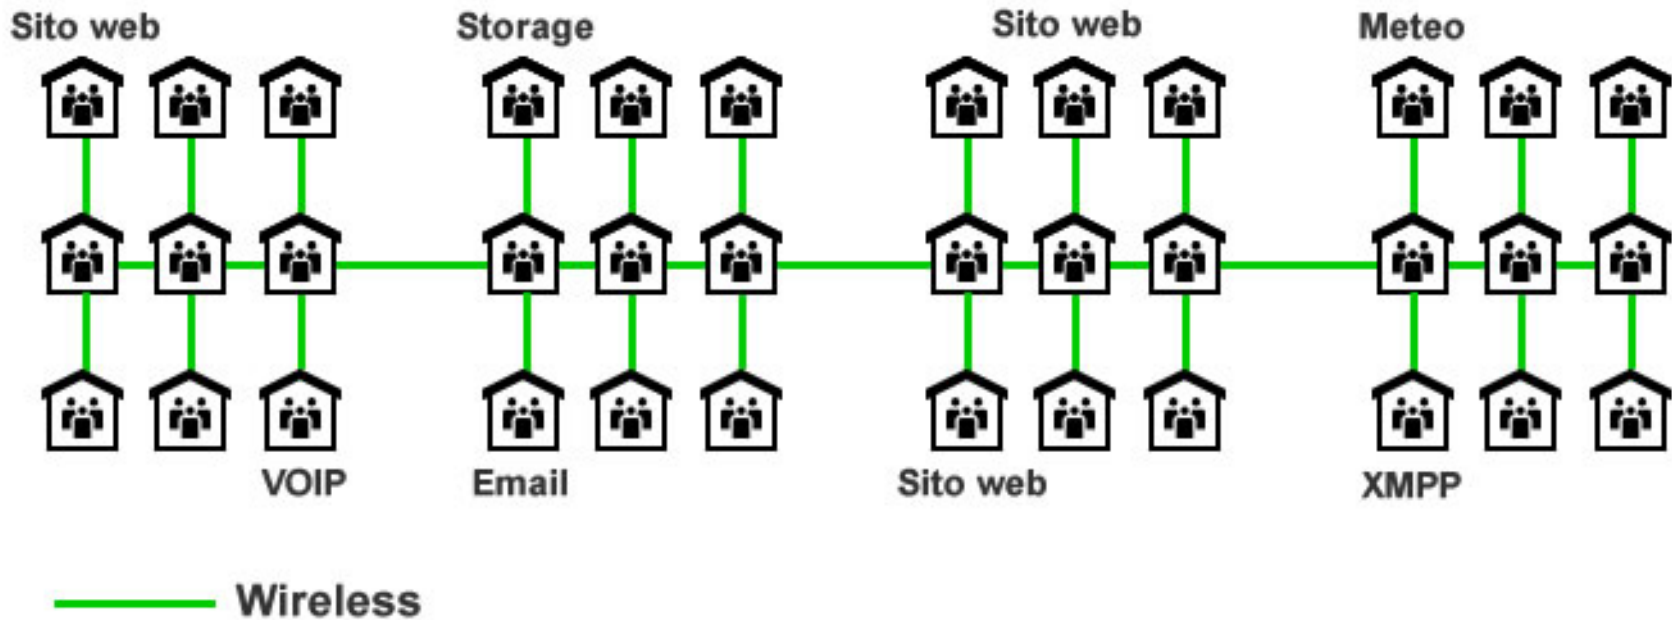 Sito web
Storage
Sito web
Meteo
VOIP
Email
Sito web
XMPP
Wireless